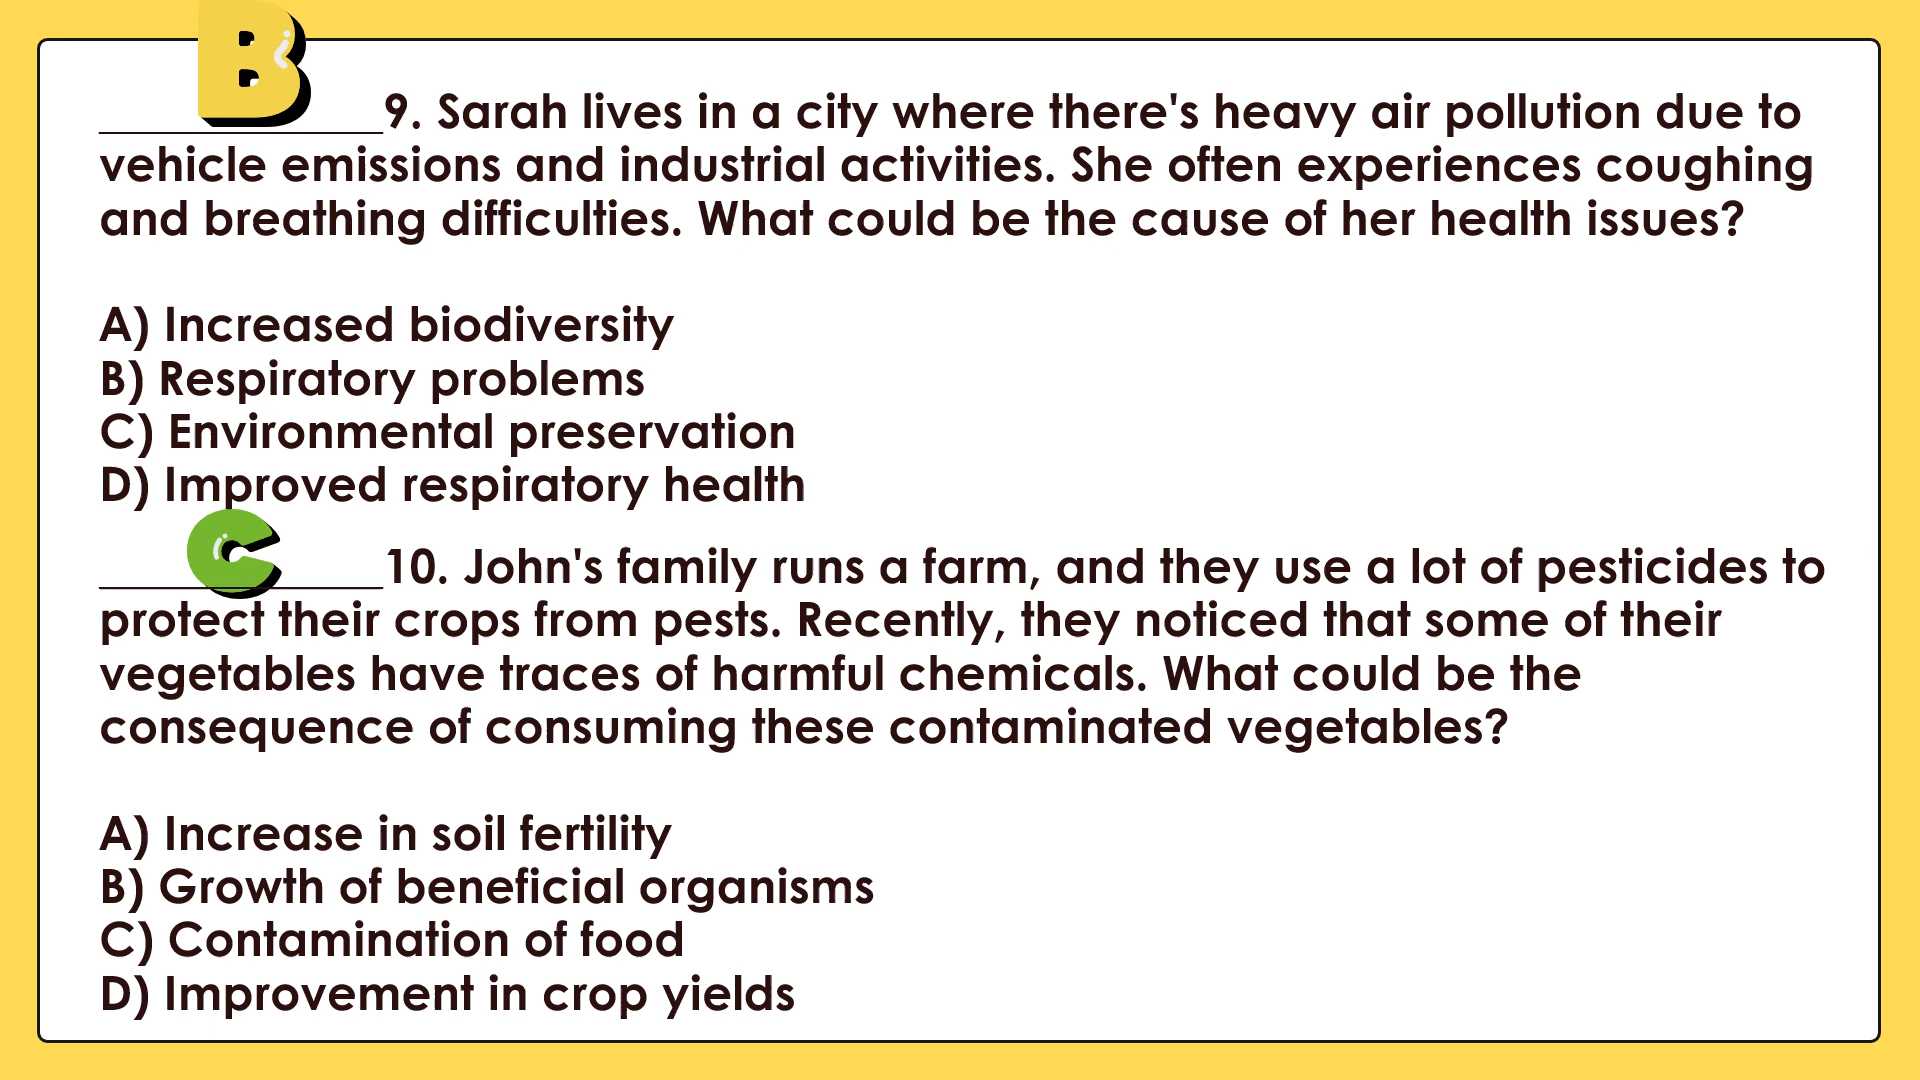 B
______________9. Sarah lives in a city where there's heavy air pollution due to
vehicle emissions and industrial activities. She often experiences coughing
and breathing difficulties. What could be the cause of her health issues?
A) Increased biodiversity
B) Respiratory problems
C) Environmental preservation
D) Improved respiratory health
C
______________10. John's family runs a farm, and they use a lot of pesticides to
protect their crops from pests. Recently, they noticed that some of their
vegetables have traces of harmful chemicals. What could be the
consequence of consuming these contaminated vegetables?
A) Increase in soil fertility
B) Growth of beneficial organisms
C) Contamination of food
D) Improvement in crop yields